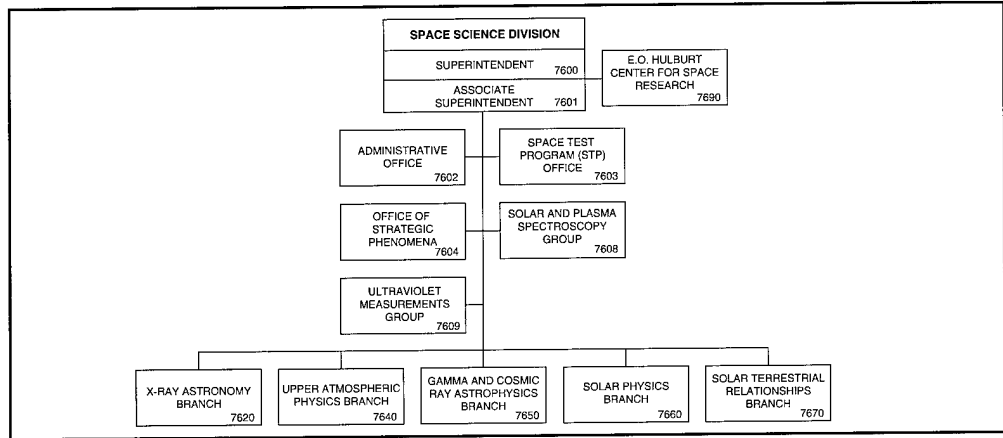 SPACE SCIENCE DIVISION
SUPERINTENDENT
7600
ASSOCIATE
SUPERINTENDENT
7601
E.O. HULBURT
CENTER FOR SPACE
RESEARCH
7690
ADMINISTRATIVE
OFFICE
7602
SPACE TEST
PROGRAM (STP)
OFFICE
7603
OFFICE OF
STRATEGIC
PHENOMENA
7604
SOLAR AND PLASMA
SPECTROSCOPY
GROUP
7608
ULTRAVIOLET
MEASUREMENTS
GROUP
7609
X-RAY ASTRONOMY
BRANCH
7620
UPPER ATMOSPHERIC
PHYSICS BRANCH
7640
GAMMA AND COSMIC
RAY ASTROPHYSICS
BRANCH
7650
SOLAR PHYSICS
BRANCH
7660
SOLAR TERRESTRIAL
RELATIONSHIPS
BRANCH
7670